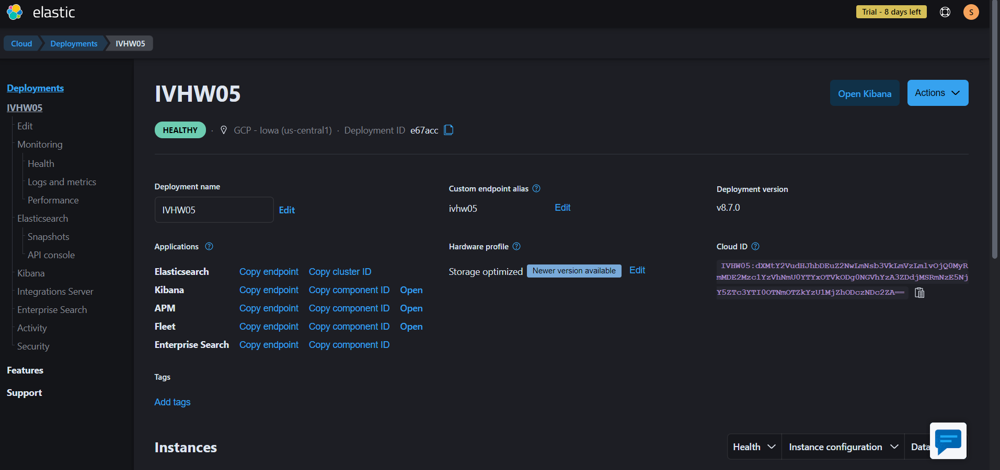 elastic
Trial - 8 days left
S
Cloud
Deployments
IVHW05
Deployments
IVHW05
Edit
Monitoring
Health
Logs and metrics
Performance
Elasticsearch
Snapshots
API console
Kibana
Integrations Server
Enterprise Search
Activity
Security
Features
Support
IVHW05
Open Kibana
Actions
HEALTHY · GCP - Iowa (us-central1) · Deployment ID e67acc
Deployment name
IVHW05
Edit
Custom endpoint alias
ivhw05
Edit
Deployment version
v8.7.0
Applications
Elasticsearch Copy endpoint Copy cluster ID
Kibana Copy endpoint Copy component ID Open
APM Copy endpoint Copy component ID Open
Fleet Copy endpoint Copy component ID Open
Enterprise Search Copy endpoint Copy component ID
Hardware profile
Storage optimized Newer version available Edit
Cloud ID
IVHW05:dXMtY2VudHJhbDEuZ2NwLmNsb3VkLmVzLmlvOjQ0MyR
mMDE2Mzc1YzVhNmU0YTYxOTVkODg0NGVhYzA3ZDdjMSRmNzE5Nj
Y5ZTc3YTI0OTNmOTZkYzU1MjZhODczNDc2ZA==
Tags
Add tags
Instances
Health
Instance configuration
Data